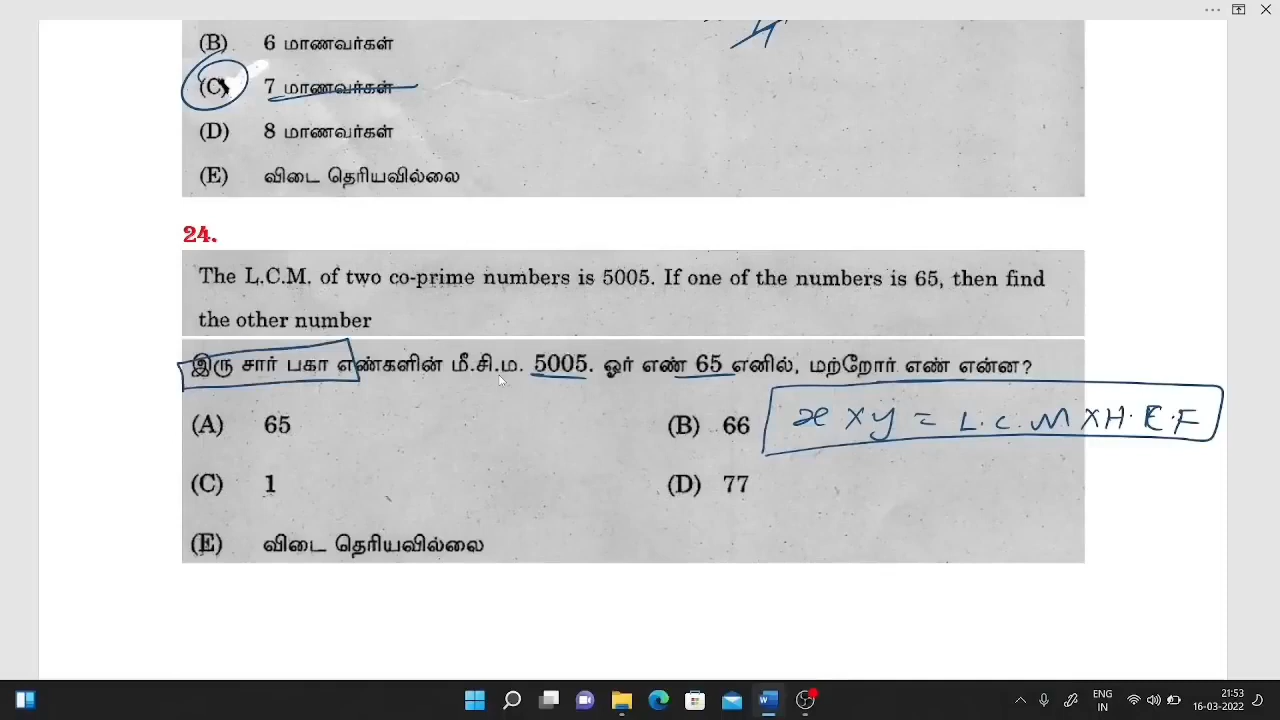 (B) 6 மாணவர்கள்
(C) 7 மாணவர்கள்
(D) 8 மாணவர்கள்
(E) விடை தெரியவில்லை
24.
The L.C.M. of two co-prime numbers is 5005. If one of the numbers is 65, then find
the other number
இரு சார் பகா எண்களின் மீ.சி.ம. 5005. ஓர் எண் 65 எனில், மற்றோர் எண் என்ன?
(A) 65 (B) 66
x × y = L.C.M × H.C.F
(C) 1 (D) 77
(E) விடை தெரியவில்லை
ENG
IN
21:53
16-03-2022